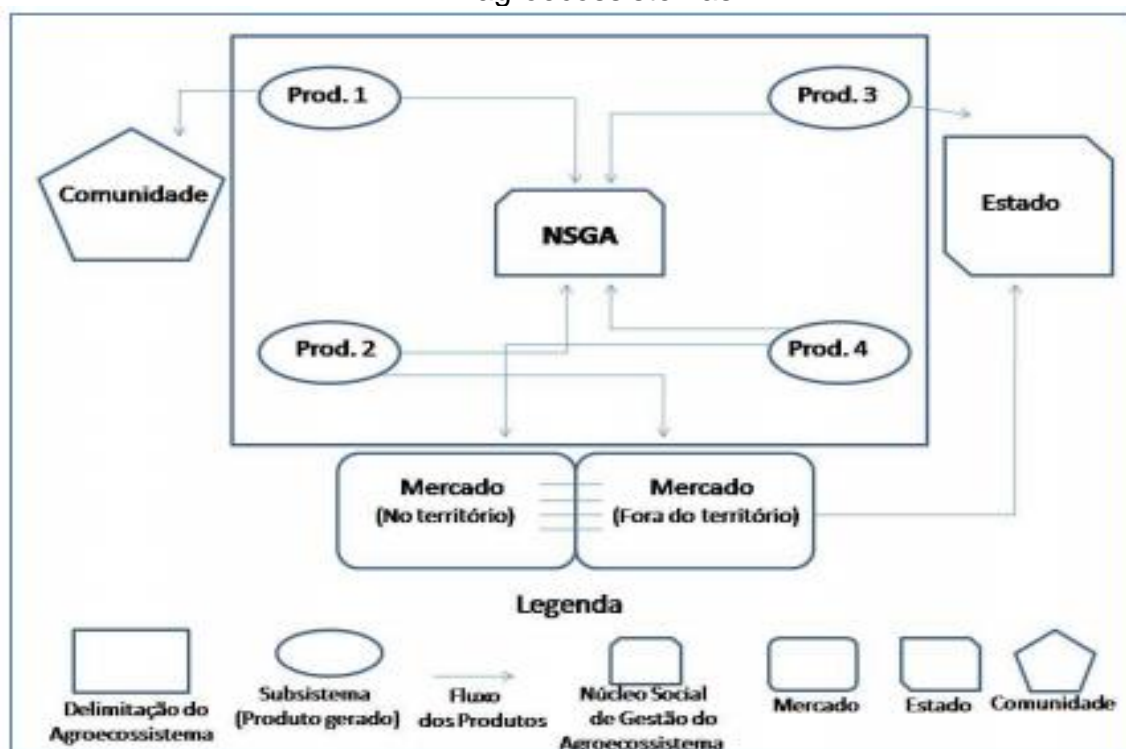 Prod. 1
Prod. 3
Comunidade
Estado
NSGA
Prod. 2
Prod. 4
Mercado
(No território)
Mercado
(Fora do território)
Legenda
Delimitação do
Agroecossistema
Subsistema
(Produto gerado)
Fluxo
dos Produtos
Núcleo Social
de Gestão do
Agroecossistema
Mercado
Estado
Comunidade